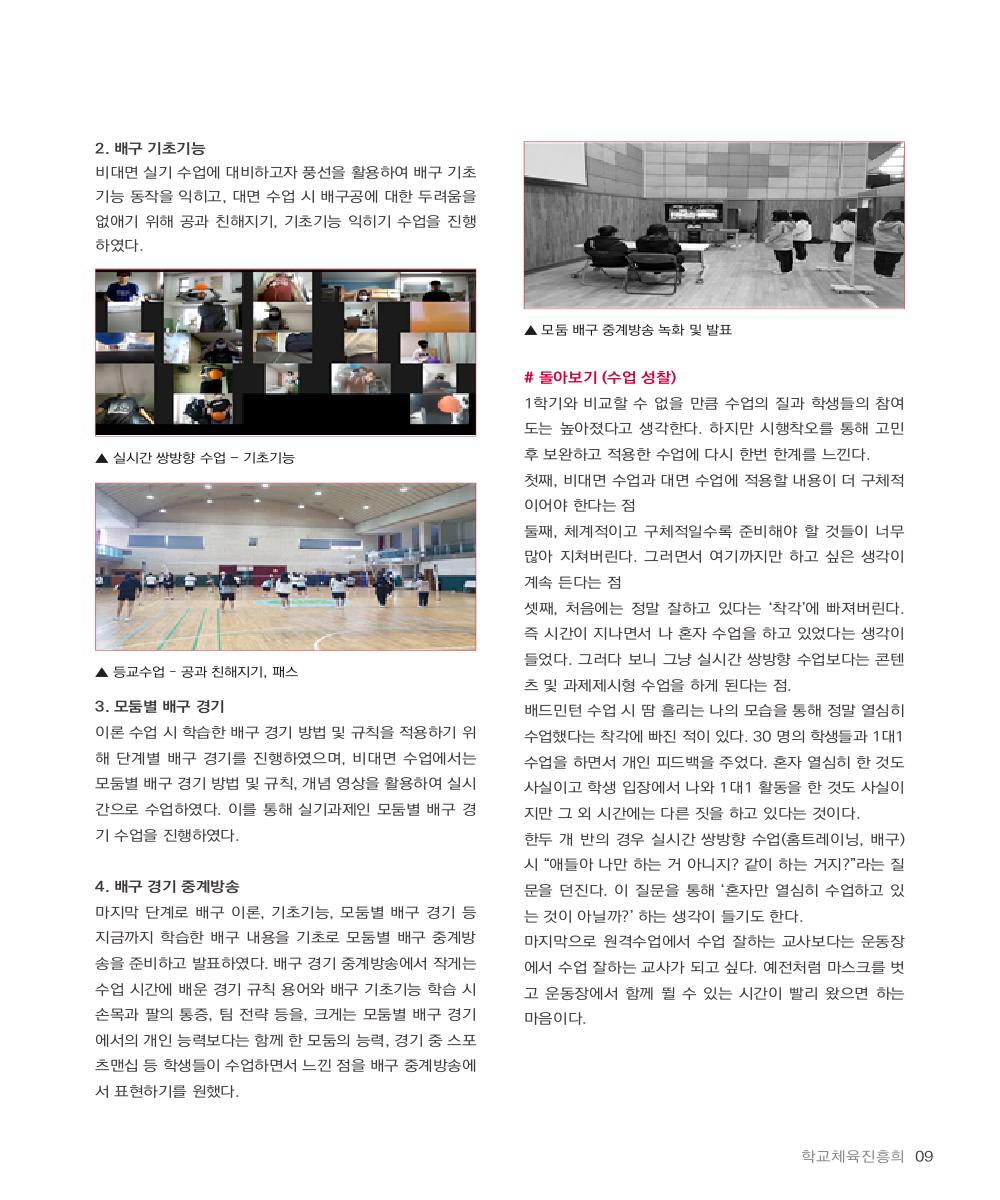 2. 배구 기초기능
비대면 실기 수업에 대비하고자 풍선을 활용하여 배구 기초
기능 동작을 익히고, 대면 수업 시 배구공에 대한 두려움을
없애기 위해 공과 친해지기, 기초기능 익히기 수업을 진행
하였다.
▲ 실시간 쌍방향 수업 – 기초기능
▲ 등교수업 – 공과 친해지기, 패스
3. 모둠별 배구 경기
이론 수업 시 학습한 배구 경기 방법 및 규칙을 적용하기 위
해 단계별 배구 경기를 진행하였으며, 비대면 수업에서는
모둠별 배구 경기 방법 및 규칙, 개념 영상을 활용하여 실시
간으로 수업하였다. 이를 통해 실기과제인 모둠별 배구 경
기 수업을 진행하였다.
4. 배구 경기 중계방송
마지막 단계로 배구 이론, 기초기능, 모둠별 배구 경기 등
지금까지 학습한 배구 내용을 기초로 모둠별 배구 중계방
송을 준비하고 발표하였다. 배구 경기 중계방송에서 작게는
수업 시간에 배운 경기 규칙 용어와 배구 기초기능 학습 시
손목과 팔의 통증, 팀 전략 등을, 크게는 모둠별 배구 경기
에서의 개인 능력보다는 함께 한 모둠의 능력, 경기 중 스포
츠맨십 등 학생들이 수업하면서 느낀 점을 배구 중계방송에
서 표현하기를 원했다.
▲ 모둠 배구 중계방송 녹화 및 발표
# 돌아보기 (수업 성찰)
1학기와 비교할 수 없을 만큼 수업의 질과 학생들의 참여
도는 높아졌다고 생각한다. 하지만 시행착오를 통해 고민
후 보완하고 적용한 수업에 다시 한번 한계를 느낀다.
첫째, 비대면 수업과 대면 수업에 적용할 내용이 더 구체적
이어야 한다는 점
둘째, 체계적이고 구체적일수록 준비해야 할 것들이 너무
많아 지쳐버린다. 그러면서 여기까지만 하고 싶은 생각이
계속 든다는 점
셋째, 처음에는 정말 잘하고 있다는 ‘착각’에 빠져버린다.
즉 시간이 지나면서 나 혼자 수업을 하고 있었다는 생각이
들었다. 그러다 보니 그냥 실시간 쌍방향 수업보다는 콘텐
츠 및 과제제시형 수업을 하게 된다는 점.
배드민턴 수업 시 땀 흘리는 나의 모습을 통해 정말 열심히
수업했다는 착각에 빠진 적이 있다. 30 명의 학생들과 1대1
수업을 하면서 개인 피드백을 주었다. 혼자 열심히 한 것도
사실이고 학생 입장에서 나와 1대1 활동을 한 것도 사실이
지만 그 외 시간에는 다른 짓을 하고 있다는 것이다.
한두 개 반의 경우 실시간 쌍방향 수업(홈트레이닝, 배구)
시 “애들아 나만 하는 거 아니지? 같이 하는 거지?”라는 질
문을 던진다. 이 질문을 통해 ‘혼자만 열심히 수업하고 있
는 것이 아닐까?’ 하는 생각이 들기도 한다.
마지막으로 원격수업에서 수업 잘하는 교사보다는 운동장
에서 수업 잘하는 교사가 되고 싶다. 예전처럼 마스크를 벗
고 운동장에서 함께 뛸 수 있는 시간이 빨리 왔으면 하는
마음이다.
학교체육진흥회 09